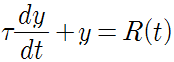 τ dy/dt + y = R(t)